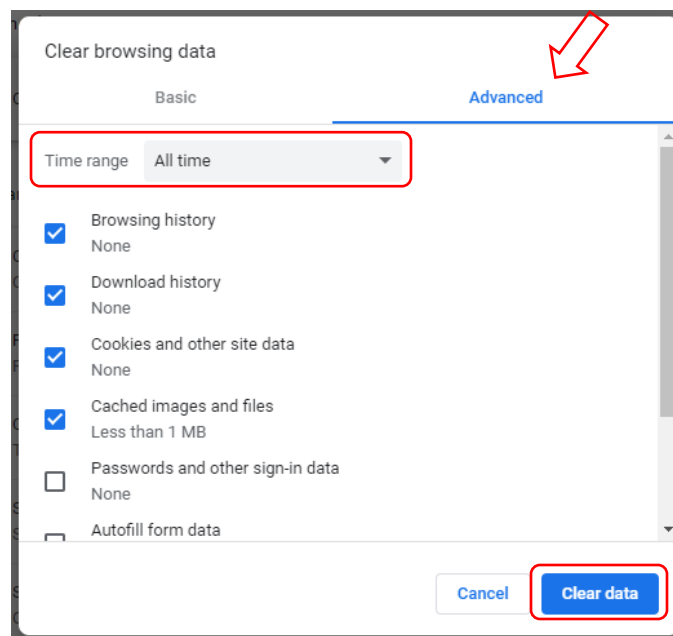 Clear browsing data
Basic Advanced
Time range All time
Browsing history
None
Download history
None
Cookies and other site data
None
Cached images and files
Less than 1 MB
Passwords and other sign-in data
None
Autofill form data
Cancel Clear data